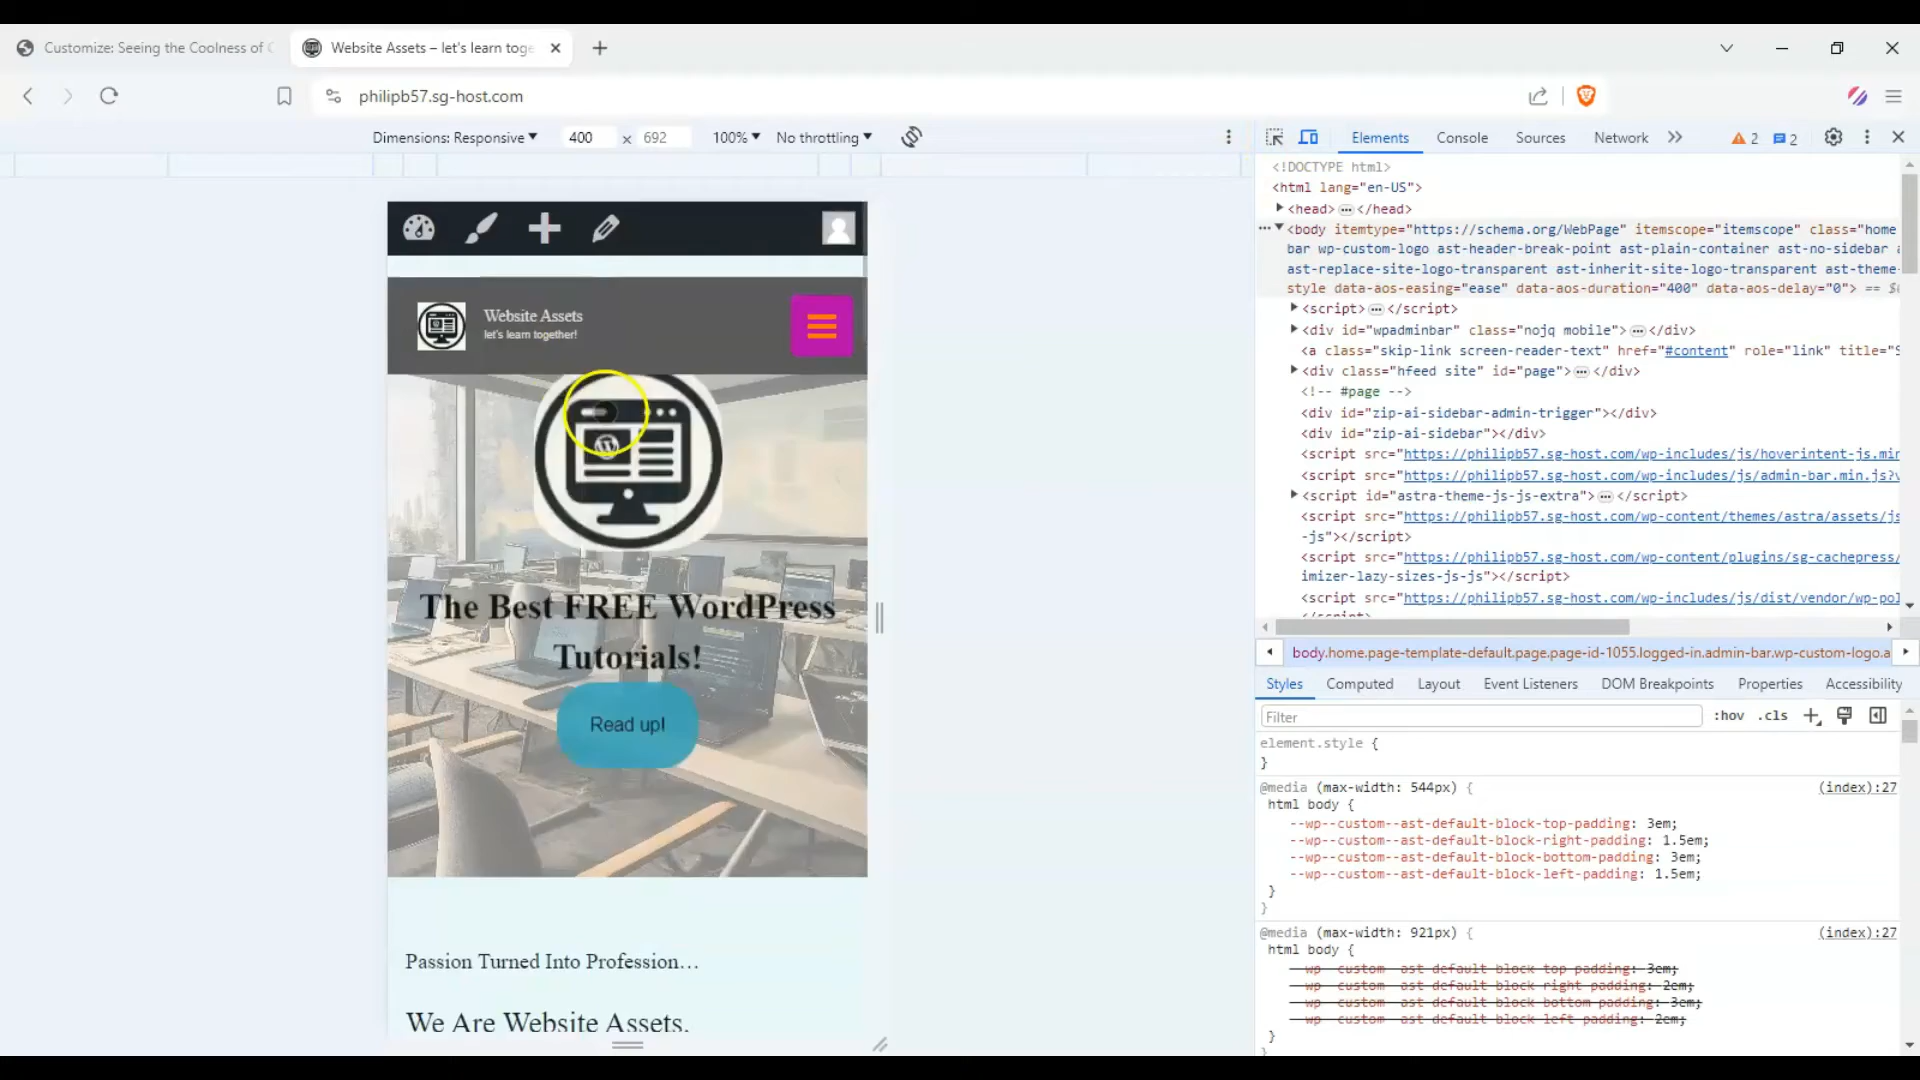 Customize: Seeing the Coolness of
Website Assets – let's learn toge
philipb57.sg-host.com
Dimensions: Responsive 400 x 692 100% No throttling
Elements Console Sources Network 2 2
Website Assets
let's learn together!
The Best FREE WordPress
Tutorials!
Read up!
Passion Turned Into Profession...
We Are Website Assets.
<!DOCTYPE html>
<html lang="en-US">
<head> … </head>
<body itemtype="https://schema.org/WebPage" itemscope="itemscope" class="home
bar wp-custom-logo ast-header-break-point ast-plain-container ast-no-sidebar
ast-replace-site-logo-transparent ast-inherit-site-logo-transparent ast-theme-
style data-aos-easing="ease" data-aos-duration="400" data-aos-delay="0"> ==
<script> … </script>
<div id="wpadminbar" class="nojq mobile"> … </div>
<a class="skip-link screen-reader-text" href="#content" role="link" title="S
<div class="hfeed site" id="page"> … </div>
<!-- #page -->
<div id="zip-ai-sidebar-admin-trigger"></div>
<div id="zip-ai-sidebar"></div>
<script src="https://philipb57.sg-host.com/wp-includes/js/hoverintent-js.min
<script src="https://philipb57.sg-host.com/wp-includes/js/admin-bar.min.js?v
<script id="astra-theme-js-js-extra"> … </script>
<script src="https://philipb57.sg-host.com/wp-content/themes/astra/assets/js
-js"></script>
<script src="https://philipb57.sg-host.com/wp-content/plugins/sg-cachepress/
imizer-lazy-sizes-js-js"></script>
<script src="https://philipb57.sg-host.com/wp-includes/js/dist/vendor/wp-pol
body.home.page-template-default.page.page-id-1055.logged-in.admin-bar.wp-custom-logo.a
Styles Computed Layout Event Listeners DOM Breakpoints Properties Accessibility
Filter :hov .cls
element.style {
}
@media (max-width: 544px) { (index):27
html body {
--wp--custom--ast-default-block-top-padding: 3em;
--wp--custom--ast-default-block-right-padding: 1.5em;
--wp--custom--ast-default-block-bottom-padding: 3em;
--wp--custom--ast-default-block-left-padding: 1.5em;
}
}
@media (max-width: 921px) { (index):27
html body {
--wp--custom--ast-default-block-top-padding: 3em;
--wp--custom--ast-default-block-right-padding: 2em;
--wp--custom--ast-default-block-bottom-padding: 3em;
--wp--custom--ast-default-block-left-padding: 2em;
}
}